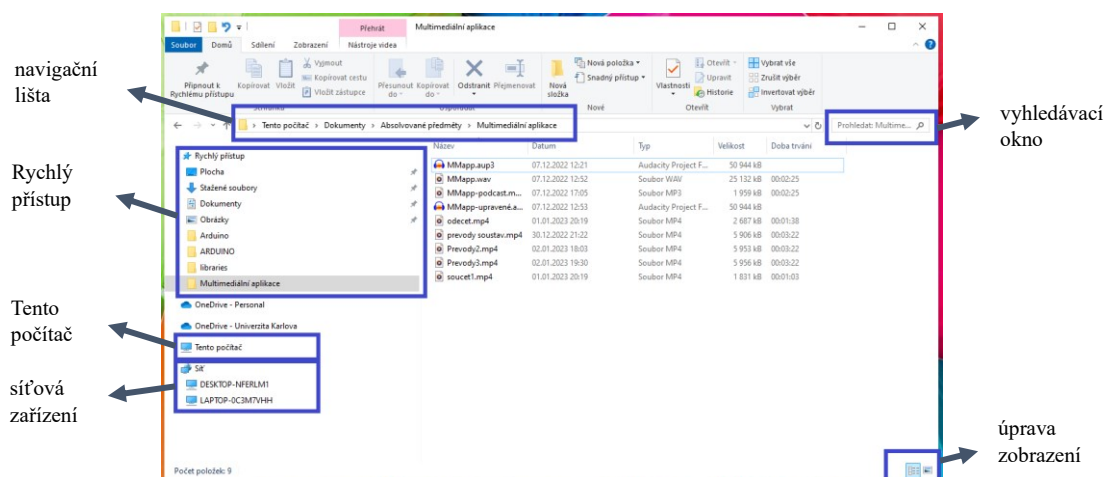 Přehrát
Multimediální aplikace
Soubor Domů Sdílení Zobrazení Nástroje videa
Připnout k
Rychlému přístupu
Kopírovat Vložit
Vyjmout
Kopírovat cestu
Vložit zástupce
Přesunout
do
Kopírovat
do
Odstranit Přejmenovat
Nová
složka
Nová položka
Snadný přístup
Vlastnosti
Otevřít
Upravit
Historie
Vybrat vše
Zrušit výběr
Invertovat výběr
Schránka Uspořádat Nové Otevřít Vybrat
navigační
lišta
Tento počítač > Dokumenty > Absolvované předměty > Multimediální aplikace
Prohledat: Multime...
vyhledávací
okno
Rychlý
přístup
Rychlý přístup
Plocha
Stažené soubory
Dokumenty
Obrázky
Arduino
ARDUINO
libraries
Multimediální aplikace
OneDrive - Personal
OneDrive - Univerzita Karlova
Tento
počítač
Tento počítač
síťová
zařízení
Síť
DESKTOP-NFERLM1
LAPTOP-0C3M7VHH
Název Datum Typ Velikost Doba trvání
MMapp.aup3 07.12.2022 12:21 Audacity Project F... 50 944 kB
MMapp.wav 07.12.2022 12:52 Soubor WAV 25 132 kB 00:02:25
MMapp-podcast.m... 07.12.2022 17:05 Soubor MP3 1 959 kB 00:02:25
MMapp-upravené.a... 07.12.2022 12:53 Audacity Project F... 50 944 kB
odecet.mp4 01.01.2023 20:19 Soubor MP4 2 687 kB 00:01:38
prevody soustav.mp4 30.12.2022 21:22 Soubor MP4 5 906 kB 00:03:22
Prevody2.mp4 02.01.2023 18:03 Soubor MP4 5 953 kB 00:03:22
Prevody3.mp4 02.01.2023 19:30 Soubor MP4 5 956 kB 00:03:22
soucet1.mp4 01.01.2023 20:19 Soubor MP4 1 831 kB 00:01:03
úprava
zobrazení
Počet položek: 9